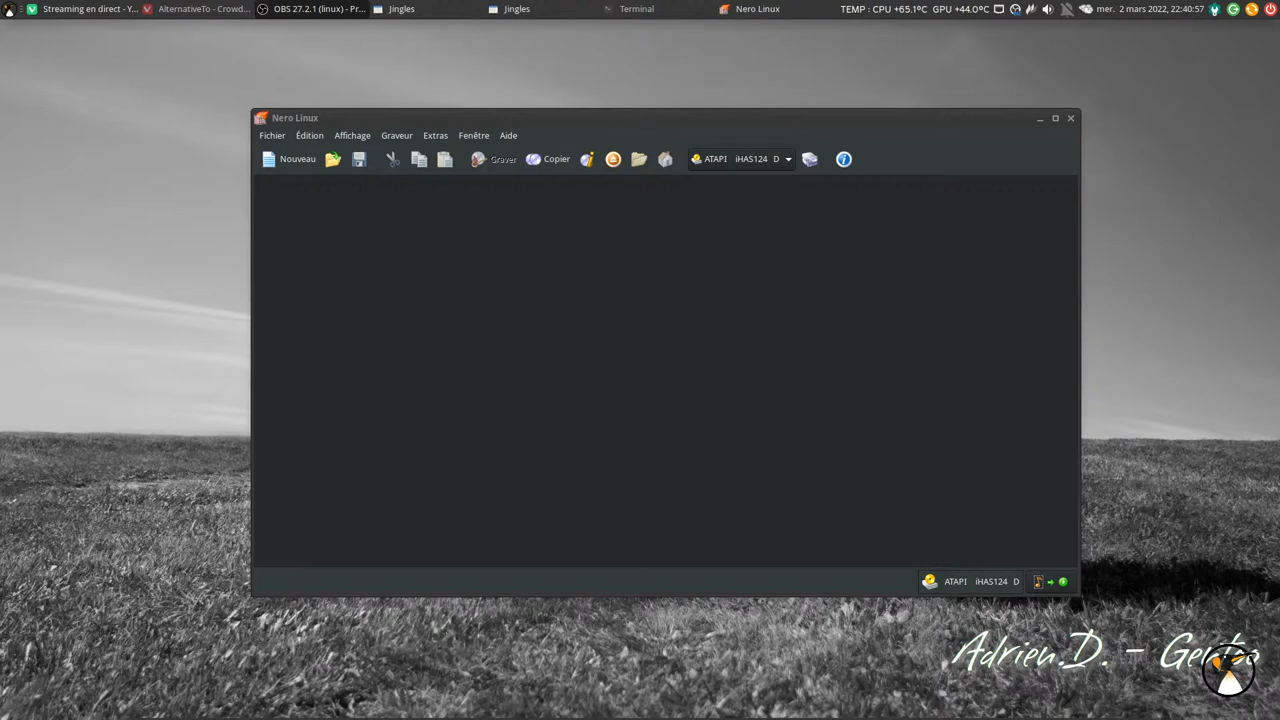 Streaming en direct - Y...
AlternativeTo - Crowd...
OBS 27.2.1 (linux) - Pr...
Jingles
Jingles
Terminal
Nero Linux
TEMP : CPU +65.1°C GPU +44.0°C
mer. 2 mars 2022, 22:40:57
Nero Linux
Fichier Édition Affichage Graveur Extras Fenêtre Aide
Nouveau Graver Copier ATAPI iHAS124 D
ATAPI iHAS124 D
Adrien.D. - Gentoo